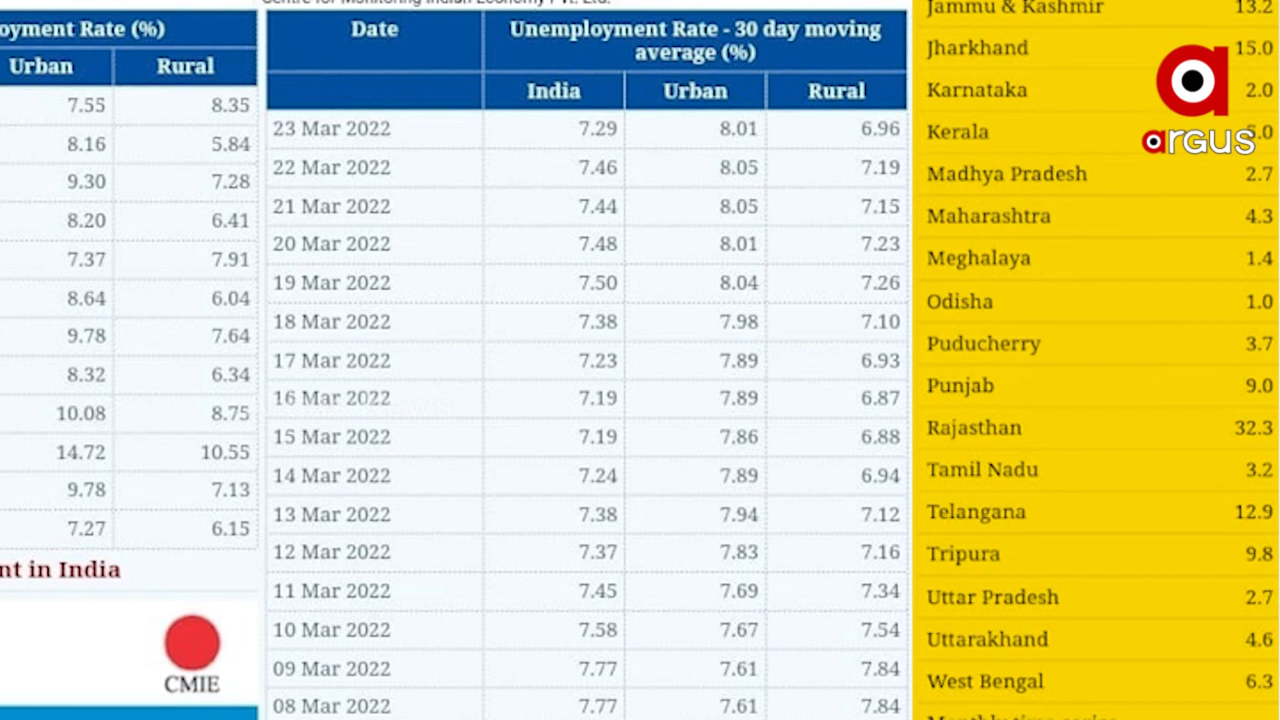 Centre for Monitoring Indian Economy Pvt. Ltd.
oyment Rate (%)
Urban Rural
7.55 8.35
8.16 5.84
9.30 7.28
8.20 6.41
7.37 7.91
8.64 6.04
9.78 7.64
8.32 6.34
10.08 8.75
14.72 10.55
9.78 7.13
7.27 6.15
nt in India
CMIE
Date Unemployment Rate - 30 day moving
average (%)
India Urban Rural
23 Mar 2022 7.29 8.01 6.96
22 Mar 2022 7.46 8.05 7.19
21 Mar 2022 7.44 8.05 7.15
20 Mar 2022 7.48 8.01 7.23
19 Mar 2022 7.50 8.04 7.26
18 Mar 2022 7.38 7.98 7.10
17 Mar 2022 7.23 7.89 6.93
16 Mar 2022 7.19 7.89 6.87
15 Mar 2022 7.19 7.86 6.88
14 Mar 2022 7.24 7.89 6.94
13 Mar 2022 7.38 7.94 7.12
12 Mar 2022 7.37 7.83 7.16
11 Mar 2022 7.45 7.69 7.34
10 Mar 2022 7.58 7.67 7.54
09 Mar 2022 7.77 7.61 7.84
08 Mar 2022 7.77 7.61 7.84
Jammu & Kashmir 13.2
Jharkhand 15.0
Karnataka 2.0
Kerala 5.0
Madhya Pradesh 2.7
Maharashtra 4.3
Meghalaya 1.4
Odisha 1.0
Puducherry 3.7
Punjab 9.0
Rajasthan 32.3
Tamil Nadu 3.2
Telangana 12.9
Tripura 9.8
Uttar Pradesh 2.7
Uttarakhand 4.6
West Bengal 6.3
argus